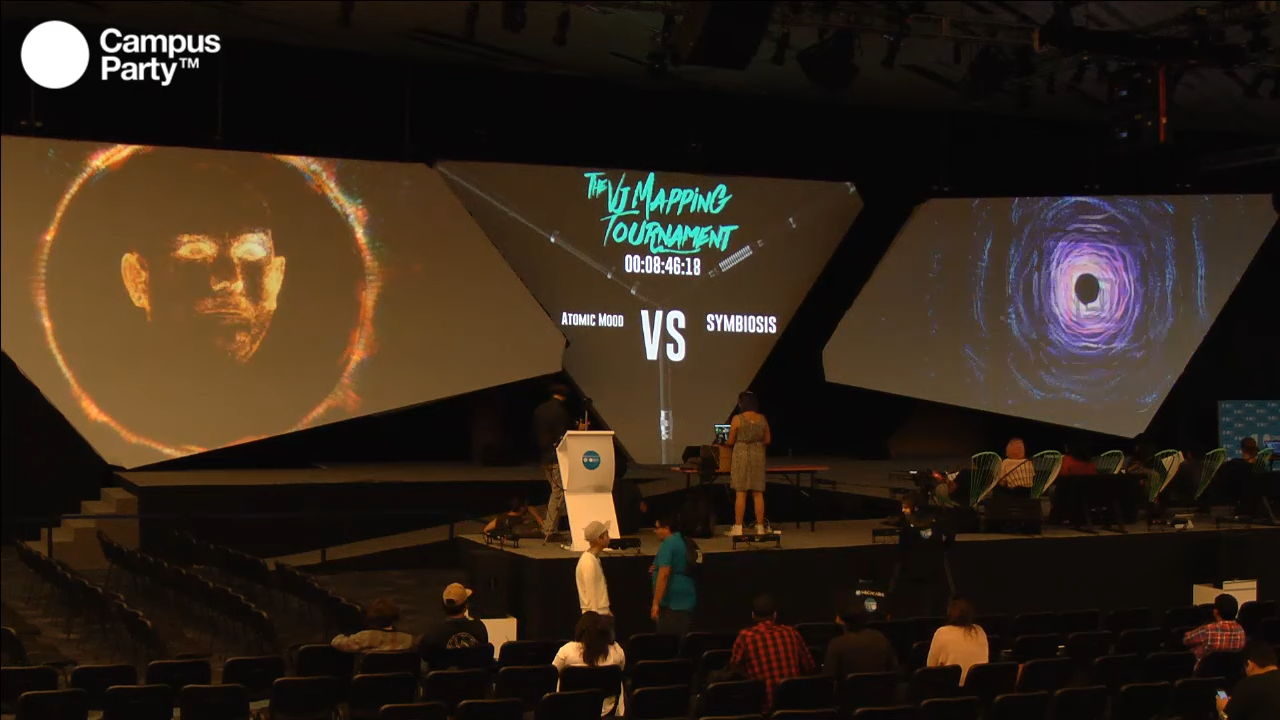 Campus
Party™
THE VJ MAPPING
TOURNAMENT
00:08:46:18
ATOMIC MOOD
VS
SYMBIOSIS